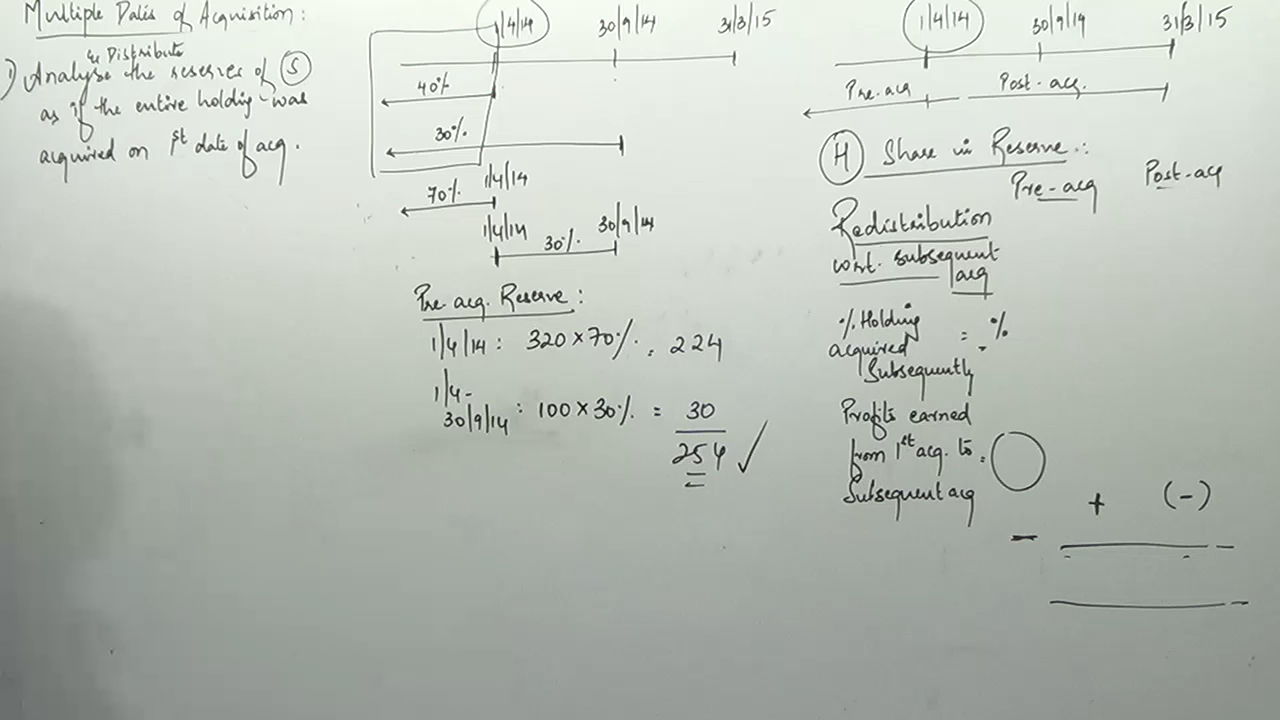 Multiple Dates of Acquisition:
& Distribute
1) Analyse the reserves of (S)
as if the entire holding was
acquired on 1st date of acq.
1/4/14 30/9/14 31/3/15
40%
30%
70% 1/4/14
1/4/14 30/9/14
30%
Pre-acq. Reserve:
1/4/14: 320 × 70% = 224
1/4-
30/9/14: 100 × 30% = 30
254 ✓
1/4/14 30/9/14 31/3/15
Pre-acq Post-acq.
(H) Share in Reserve:
Pre-acq Post-acq
Redistribution
w.r.t. subsequent
acq
% Holding
acquired = %
Subsequently
Profits earned
from 1st acq. to =
Subsequent acq
+ (-)